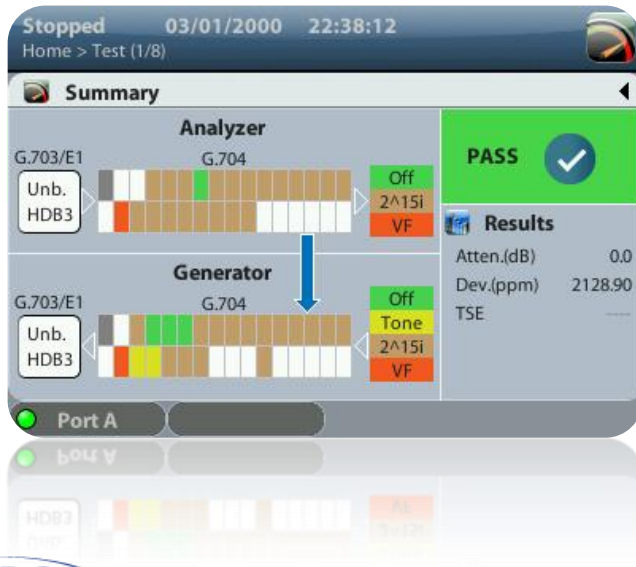 Stopped 03/01/2000 22:38:12
Home > Test (1/8)
Summary
Analyzer
G.703/E1 G.704
Unb.
HDB3
Off
2^15i
VF
PASS
Results
Atten.(dB) 0.0
Dev.(ppm) 2128.90
TSE ----
Generator
G.703/E1 G.704
Unb.
HDB3
Off
Tone
2^15i
VF
Port A